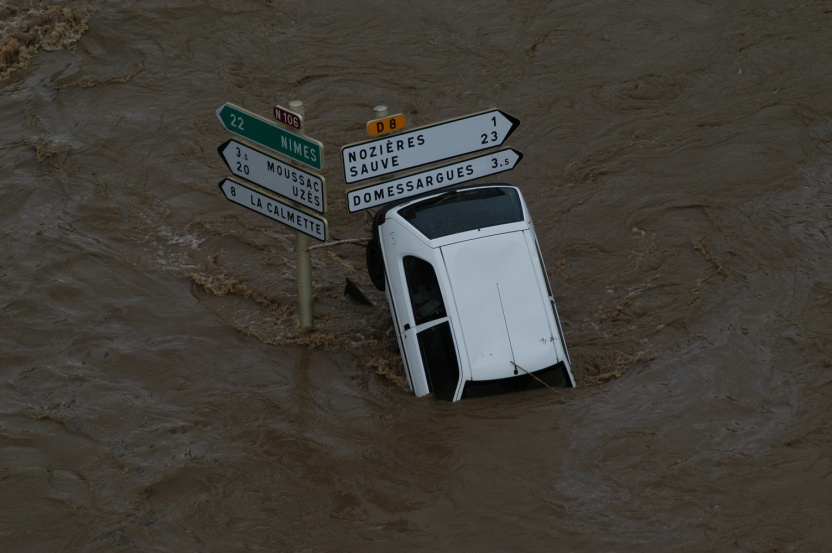 N 106
22 NIMES
3.5 MOUSSAC
20 UZÈS
8 LA CALMETTE
D 8
NOZIÈRES 1
SAUVE 23
DOMESSARGUES 3.5